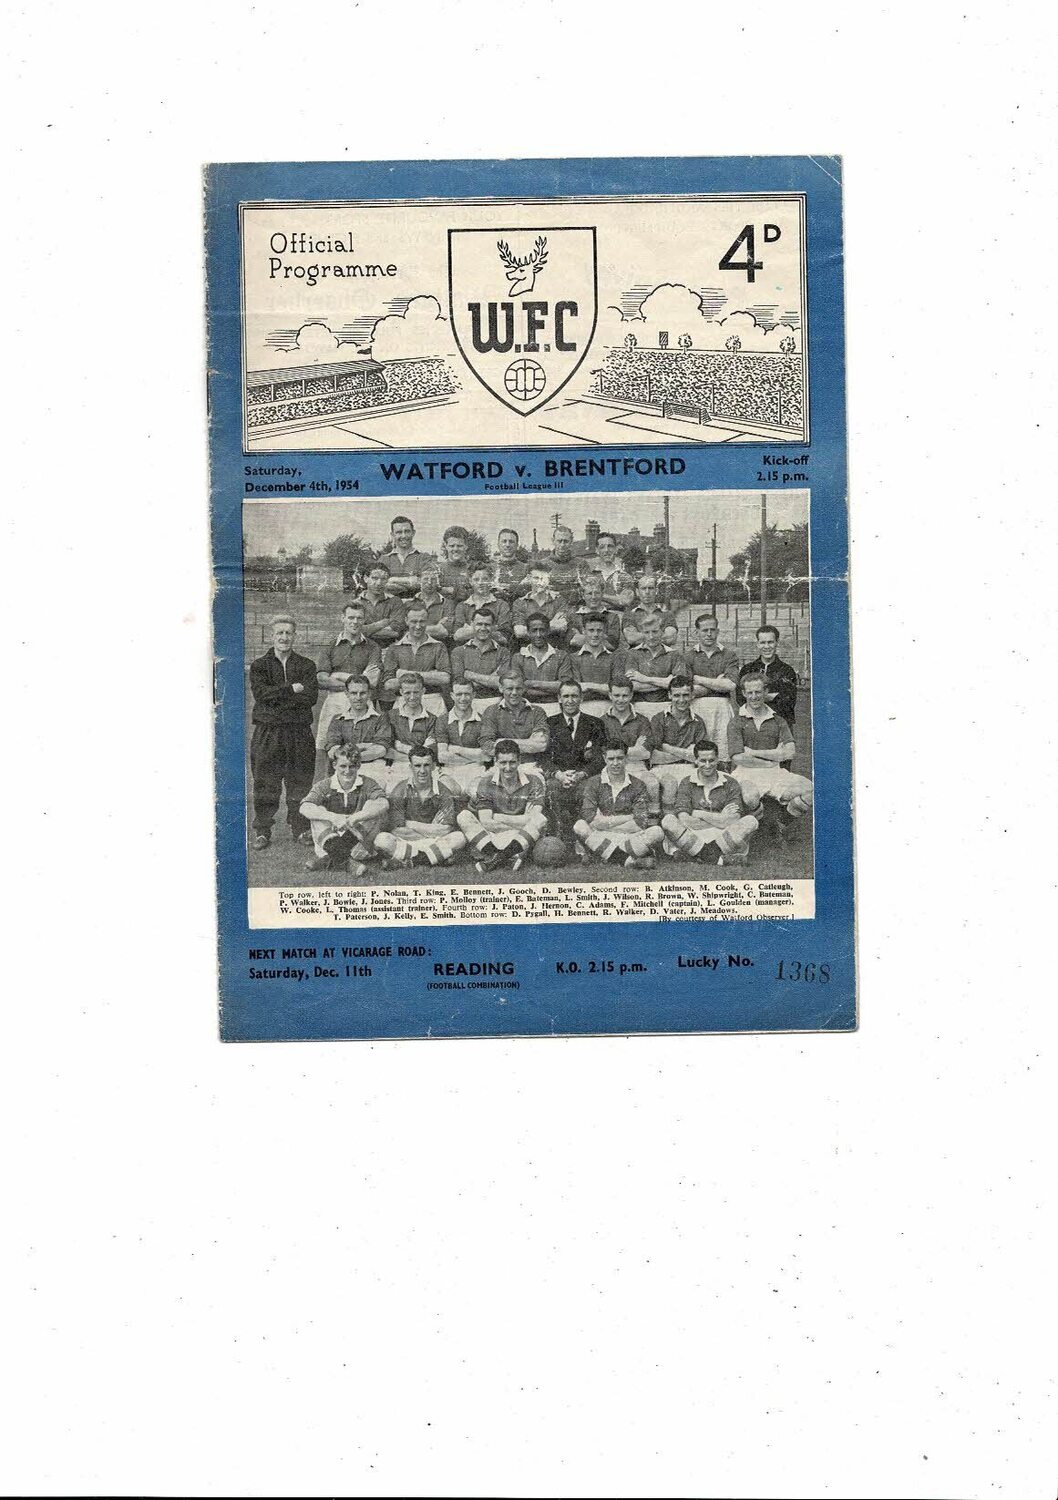 Official
Programme
4D
W.F.C
Saturday,
December 4th, 1954
WATFORD v. BRENTFORD
Football League III
Kick-off
2.15 p.m.
Top row, left to right: P. Nolan, T. King, E. Bennett, J. Gooch, D. Bewley. Second row: B. Atkinson, M. Cook, G. Catleugh,
P. Walker, J. Bowie, J. Jones. Third row: P. Molloy (trainer), E. Bateman, L. Smith, J. Wilson, R. Brown, W. Shipwright, C. Bateman,
W. Cooke, L. Thomas (assistant trainer). Fourth row: J. Paton, J. Hernon, C. Adams, F. Mitchell (captain), L. Goulden (manager),
T. Paterson, J. Kelly, E. Smith. Bottom row: D. Pygall, H. Bennett, R. Walker, D. Vater, J. Meadows.
[By courtesy of Watford Observer]
NEXT MATCH AT VICARAGE ROAD:
Saturday, Dec. 11th
READING
(FOOTBALL COMBINATION)
K.O. 2.15 p.m.
Lucky No.
1368